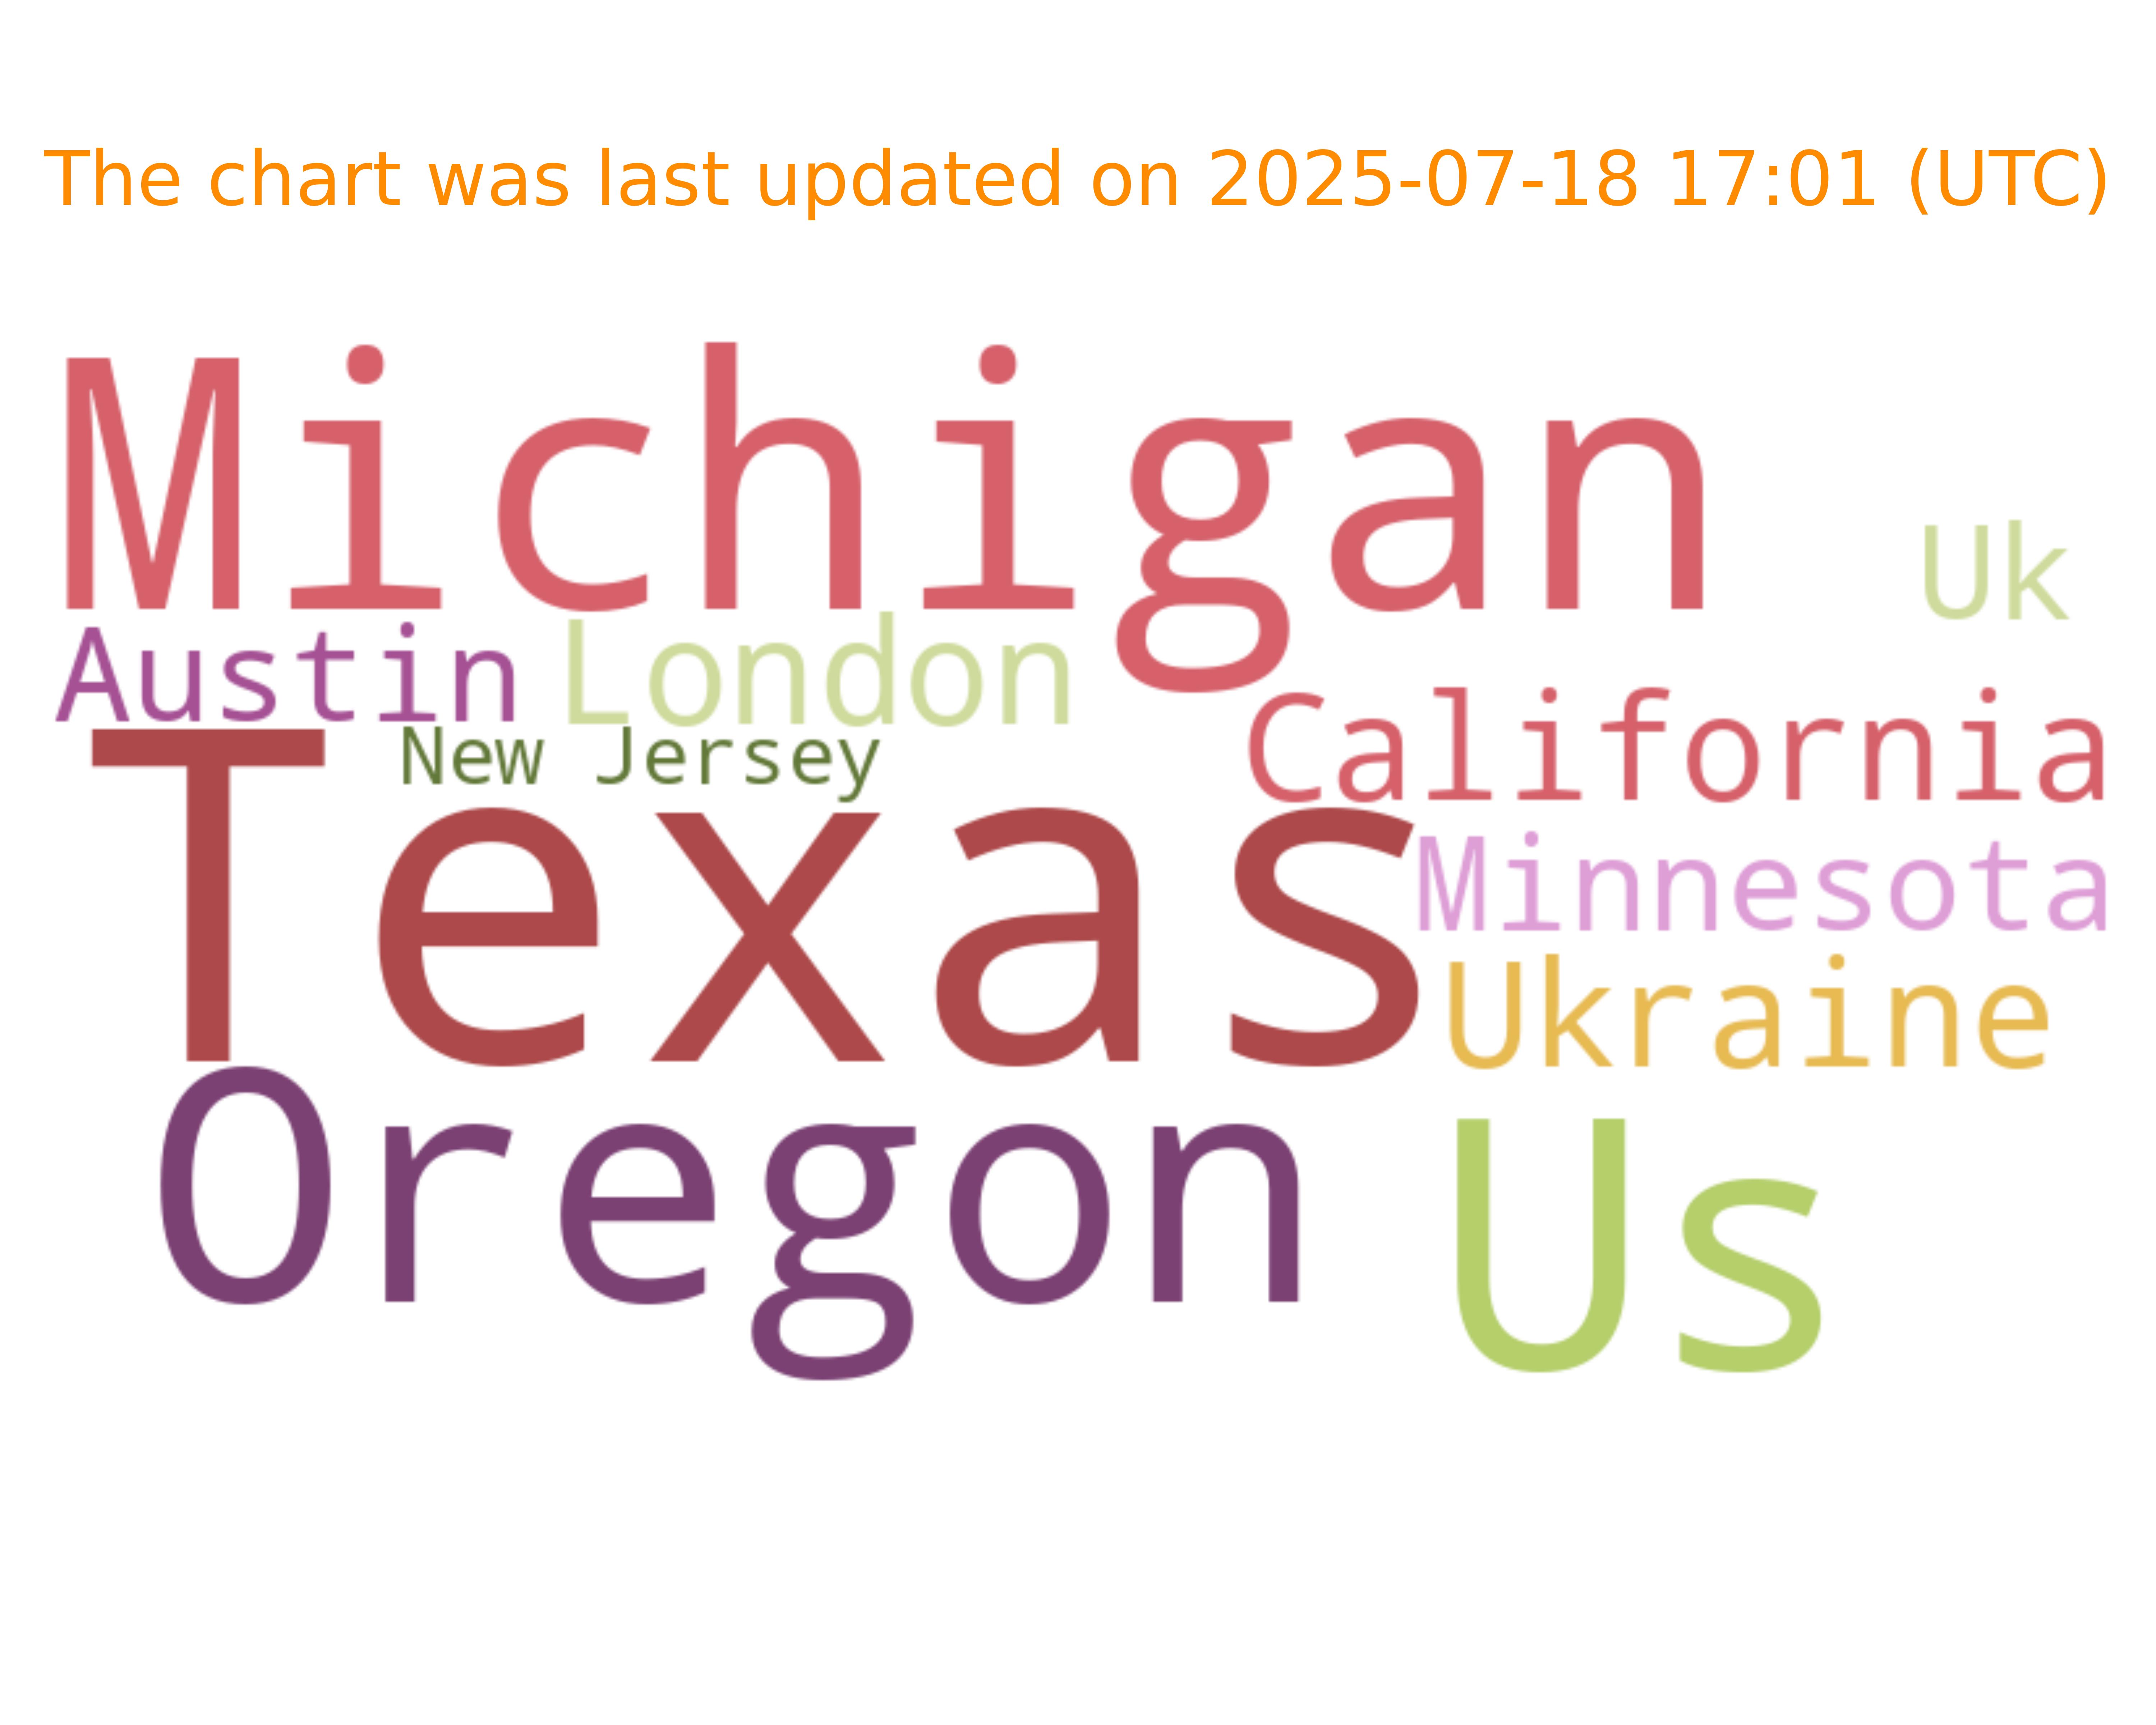 The chart was last updated on 2025-07-18 17:01 (UTC)
Michigan
Uk
Austin London
California
New Jersey
Texas
Minnesota
Ukraine
Oregon
Us